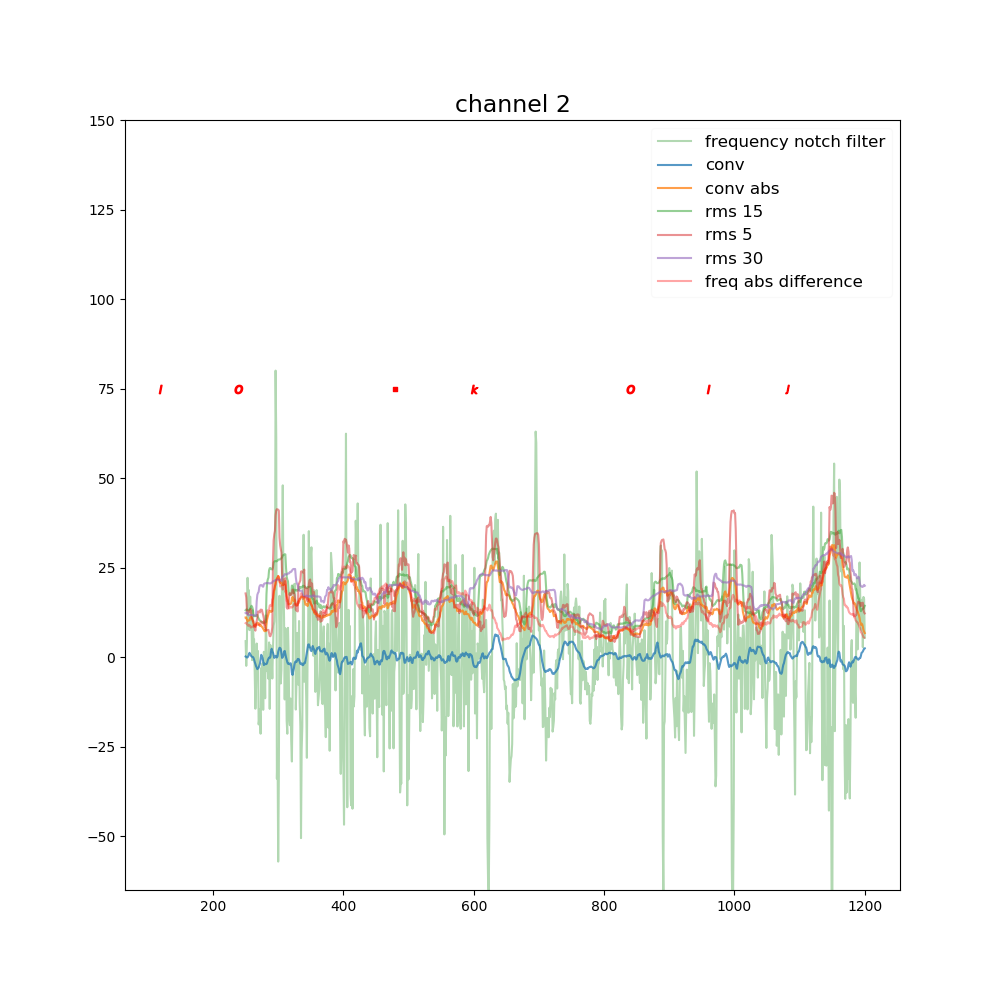 channel 2
150
125
100
75
50
25
0
−25
−50
frequency notch filter
conv
conv abs
rms 15
rms 5
rms 30
freq abs difference
l O . k O l J
200 400 600 800 1000 1200